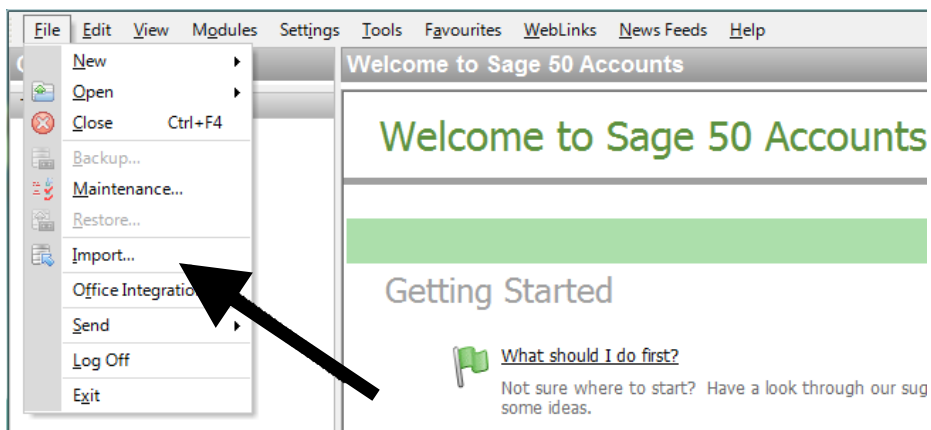 File Edit View Modules Settings Tools Favourites WebLinks News Feeds Help
New
Open
Close Ctrl+F4
Backup...
Maintenance...
Restore...
Import...
Office
Send
Log Off
Exit
Welcome to Sage 50 Accounts
Welcome to Sage 50 Accounts
Getting Started
What should I do first?
Not sure where to start? Have a look through our
some ideas.